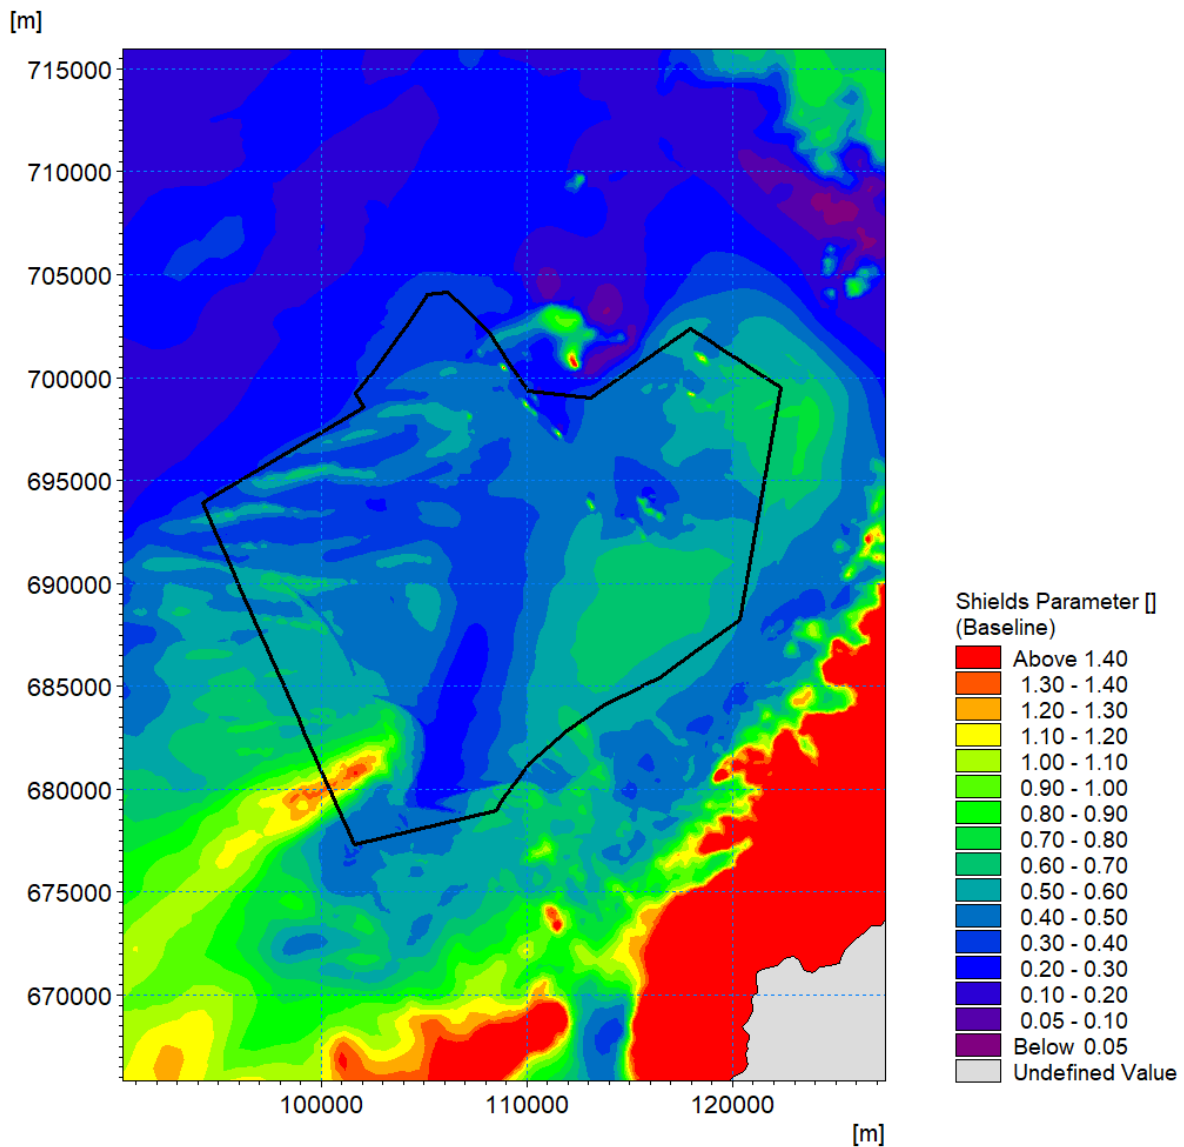 [m]
715000
710000
705000
700000
695000
690000
685000
680000
675000
670000
100000 110000 120000
[m]
Shields Parameter []
(Baseline)
Above 1.40
1.30 - 1.40
1.20 - 1.30
1.10 - 1.20
1.00 - 1.10
0.90 - 1.00
0.80 - 0.90
0.70 - 0.80
0.60 - 0.70
0.50 - 0.60
0.40 - 0.50
0.30 - 0.40
0.20 - 0.30
0.10 - 0.20
0.05 - 0.10
Below 0.05
Undefined Value